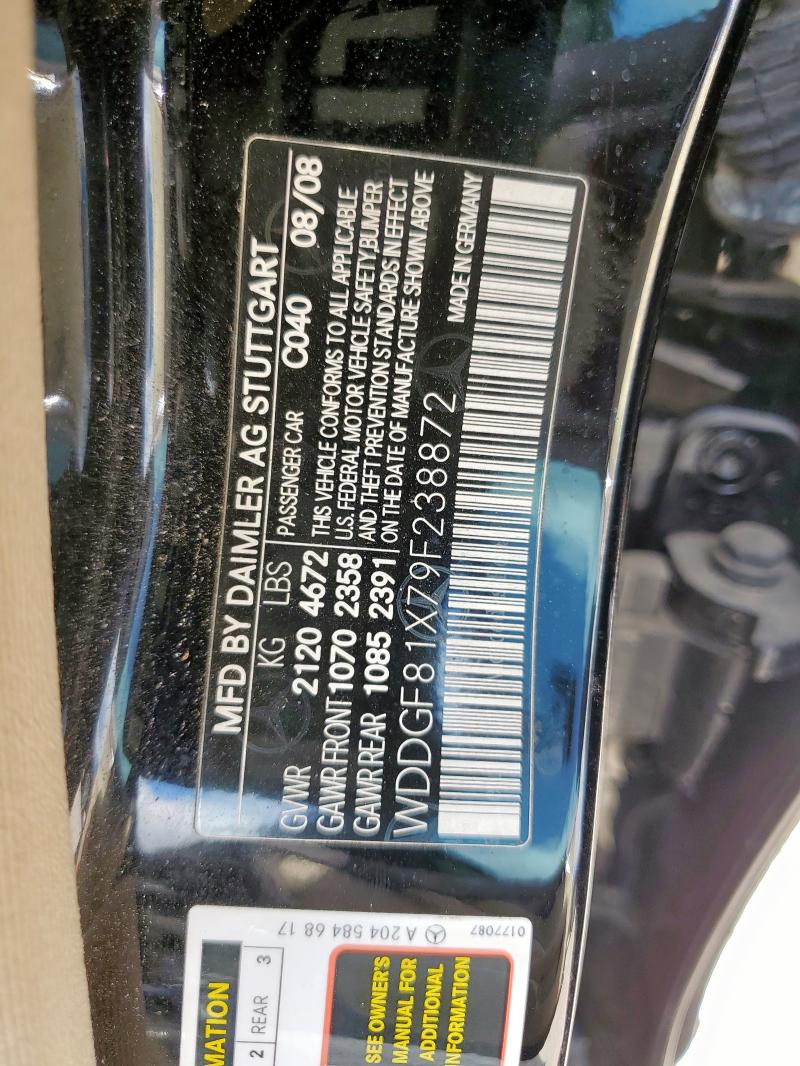 MFD BY DAIMLER AG STUTTGART
KG LBS PASSENGER CAR C040 08/08
GVWR 2120 4672 THIS VEHICLE CONFORMS TO ALL APPLICABLE
GAWR FRONT 1070 2358 U.S. FEDERAL MOTOR VEHICLE SAFETY,BUMPER
GAWR REAR 1085 2391 AND THEFT PREVENTION STANDARDS IN EFFECT
ON THE DATE OF MANUFACTURE SHOWN ABOVE
WDDGF81X79F238872 MADE IN GERMANY
MATION
2 REAR 3
SEE OWNER'S
MANUAL FOR
ADDITIONAL
INFORMATION
A 204 584 68 17
0177087